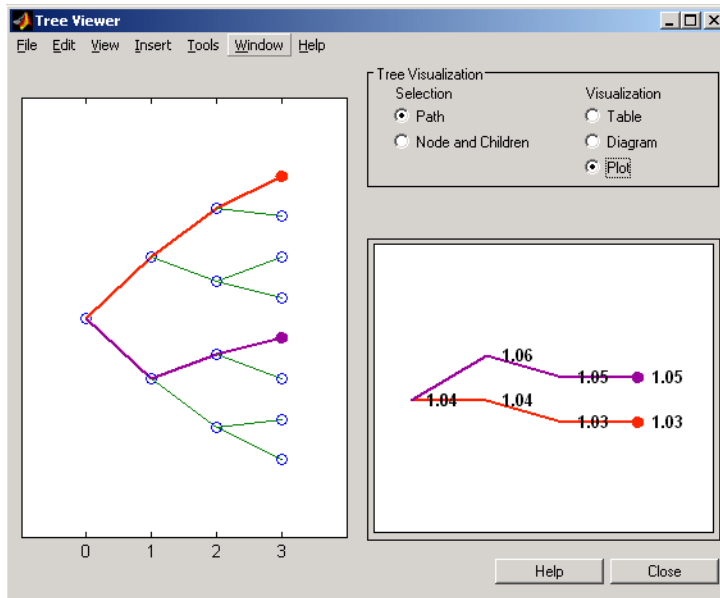 Tree Viewer
File Edit View Insert Tools Window Help
Tree Visualization
Selection
Visualization
Path
Table
Node and Children
Diagram
Plot
1.06
1.05
1.05
1.04
1.04
1.03
1.03
0 1 2 3
Help
Close